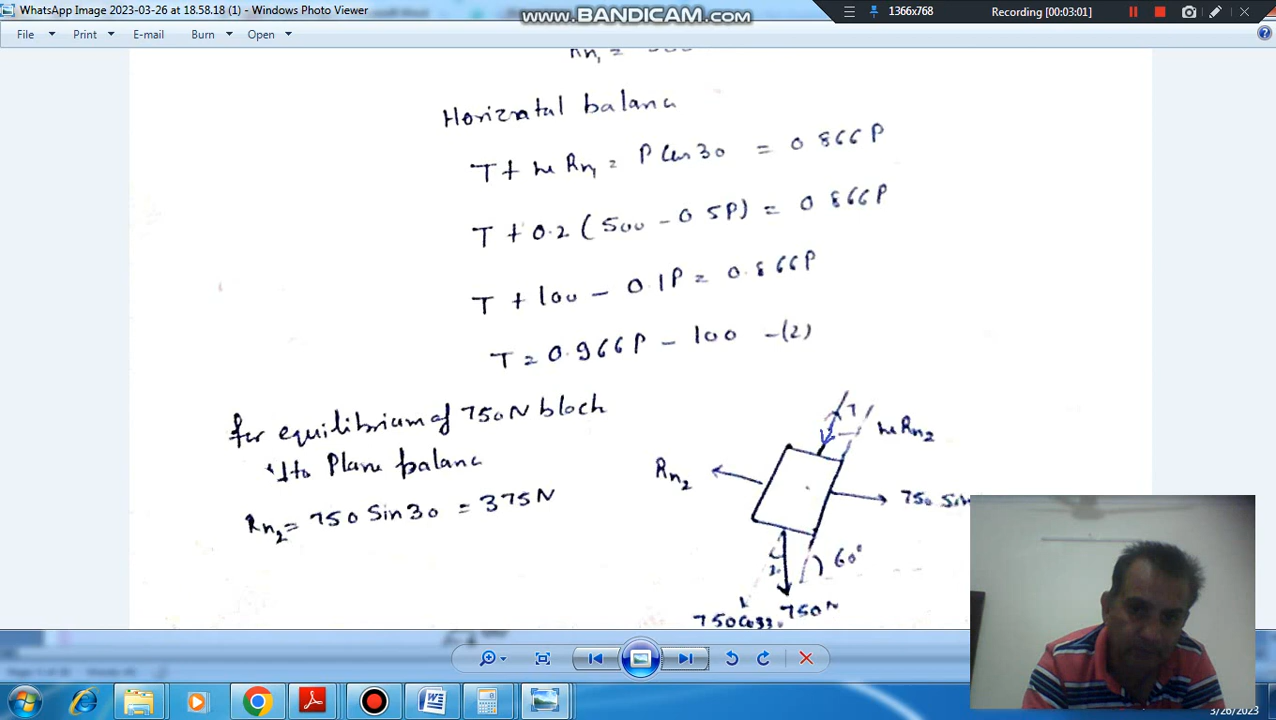 WhatsApp Image 2023-03-26 at 18.58.18 (1) - Windows Photo Viewer
www.BANDICAM.com
1366x768
Recording [00:03:01]
File Print E-mail Burn Open
Horizontal balanc
T + μ Rn₁ = P Cos 30 = 0.866P
T + 0.2 (500 - 0.5P) = 0.866P
T + 100 - 0.1P = 0.866P
T = 0.966P - 100 -(2)
for equilibrium of 750N block
⊥to Plane balanc
Rn₂ = 750 Sin 30 = 375N
T
μRn₂
Rn₂
750 Sin
60°
750N
3/26/2023